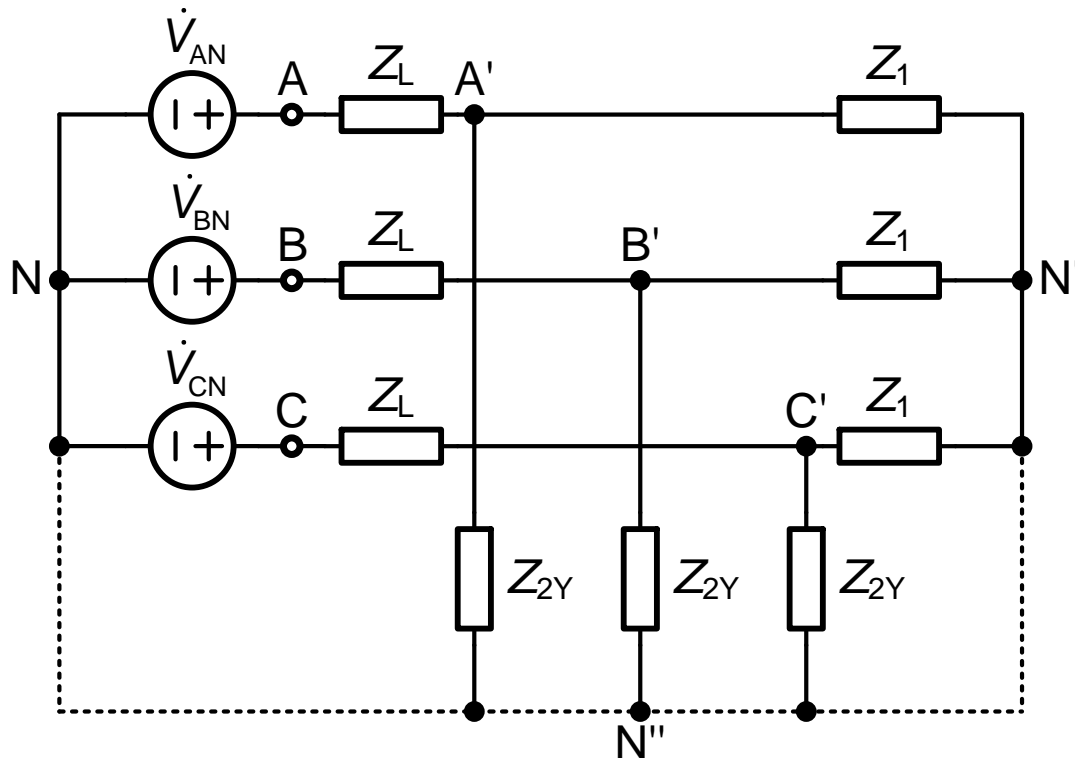 V̇AN
A ZL A' Z1
V̇BN
N B ZL B' Z1 N'
V̇CN
C ZL C' Z1
Z2Y Z2Y Z2Y
N"